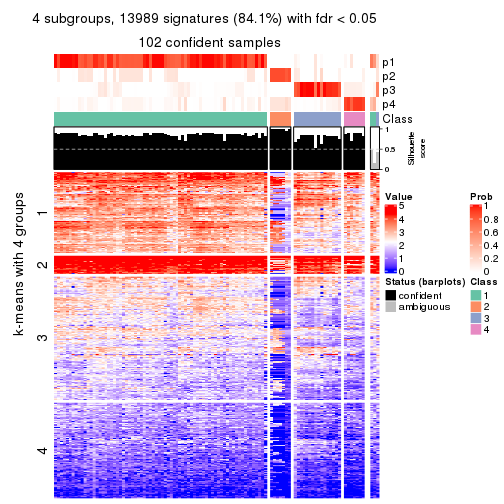 4 subgroups, 13989 signatures (84.1%) with fdr < 0.05
102 confident samples
p1
p2
p3
p4
Class
1
0.5
0
Silhouette
score
k-means with 4 groups
1
2
3
4
Value
5
4
3
2
1
0
Prob
1
0.8
0.6
0.4
0.2
0
Status (barplots)
confident
ambiguous
Class
1
2
3
4